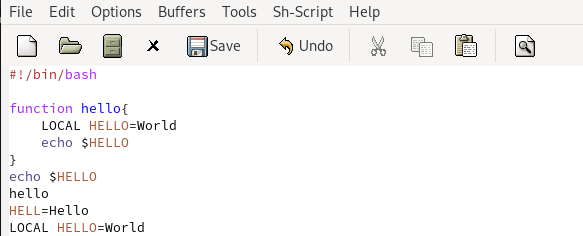 File Edit Options Buffers Tools Sh-Script Help
Save Undo
#!/bin/bash
function hello{
    LOCAL HELLO=World
    echo $HELLO
}
echo $HELLO
hello
HELL=Hello
LOCAL HELLO=World